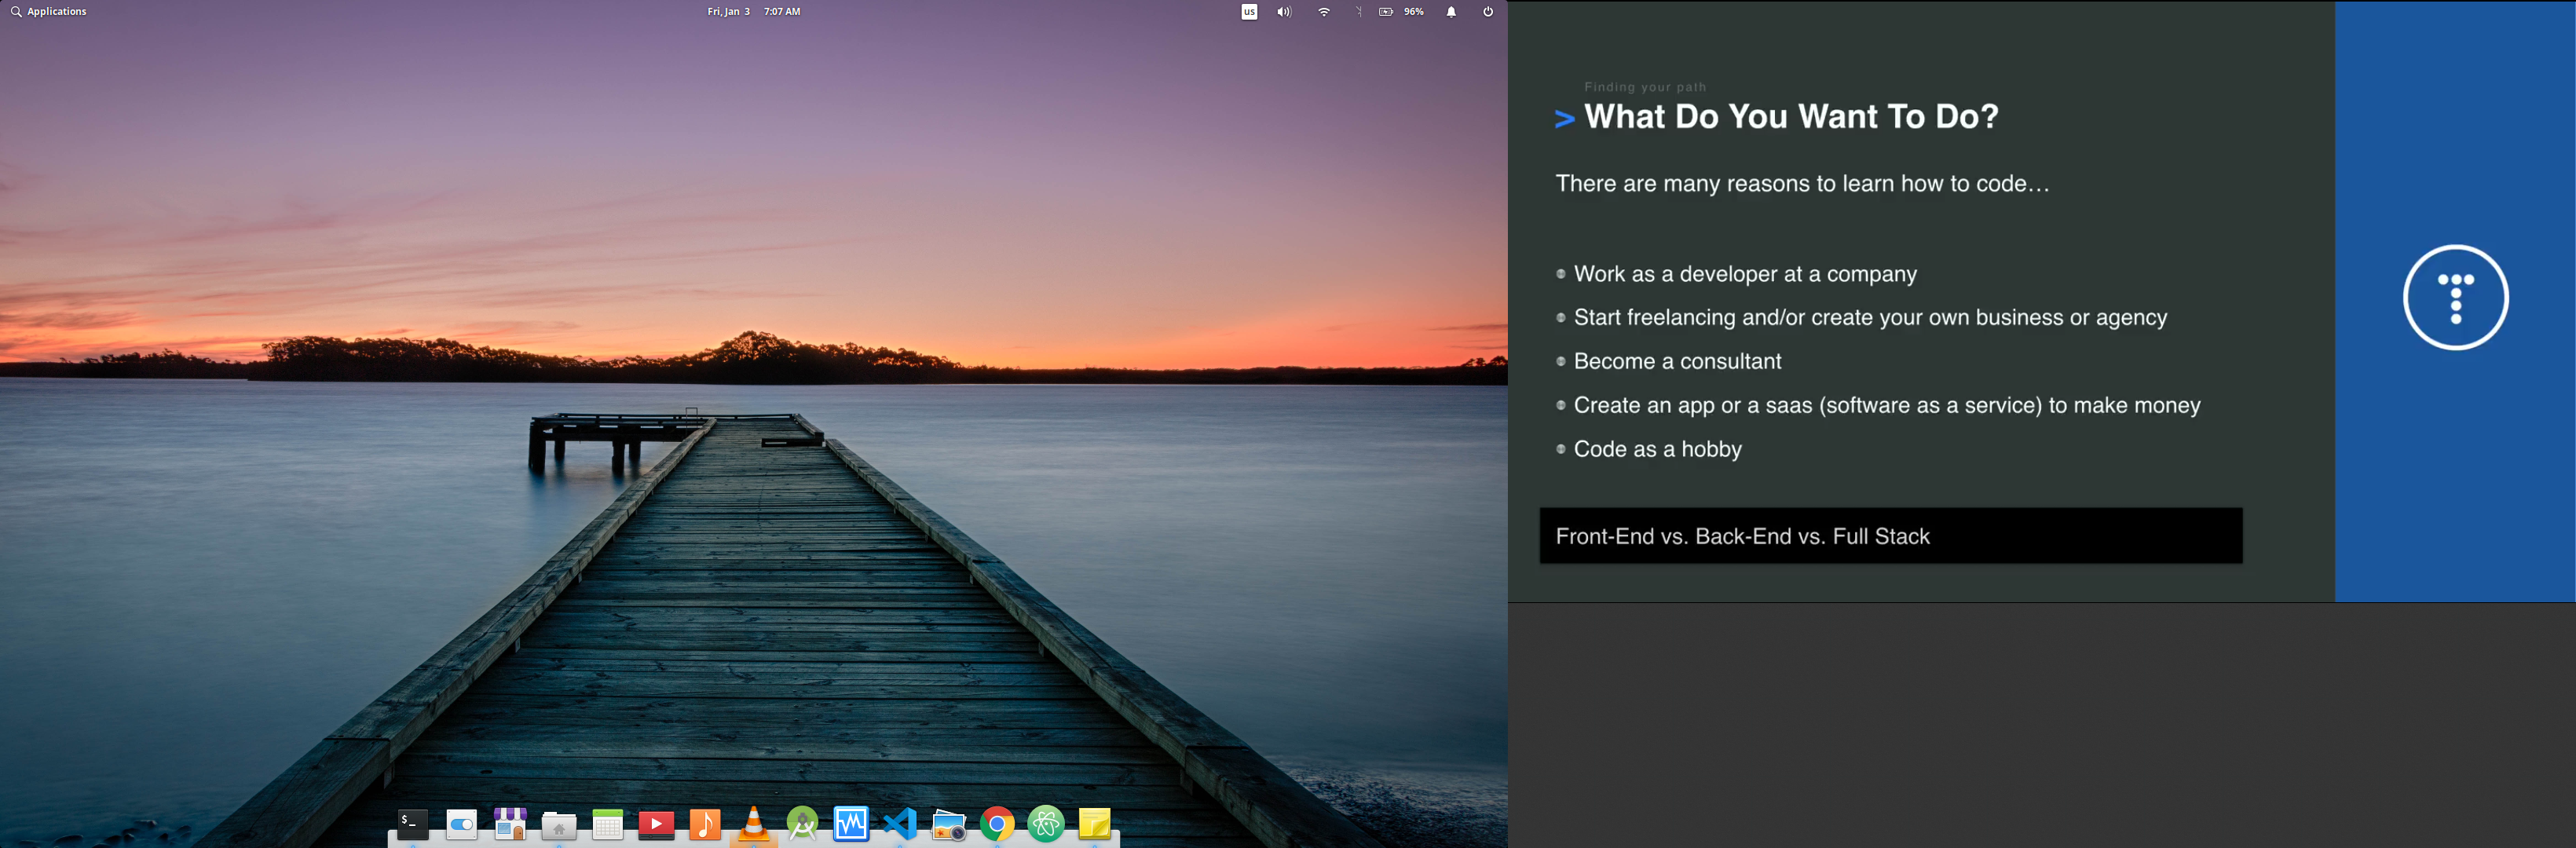 Applications
Fri, Jan 3 7:07 AM
us
96%
Finding your path
> What Do You Want To Do?
There are many reasons to learn how to code…
Work as a developer at a company
Start freelancing and/or create your own business or agency
Become a consultant
Create an app or a saas (software as a service) to make money
Code as a hobby
Front-End vs. Back-End vs. Full Stack
$_